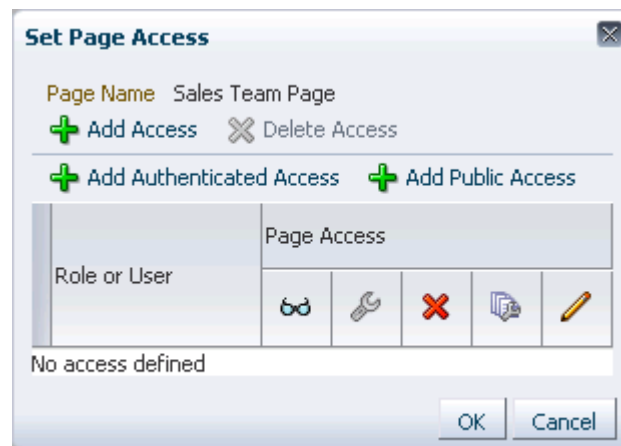 Set Page Access
Page Name Sales Team Page
Add Access Delete Access
Add Authenticated Access Add Public Access
Page Access
Role or User
No access defined
OK Cancel